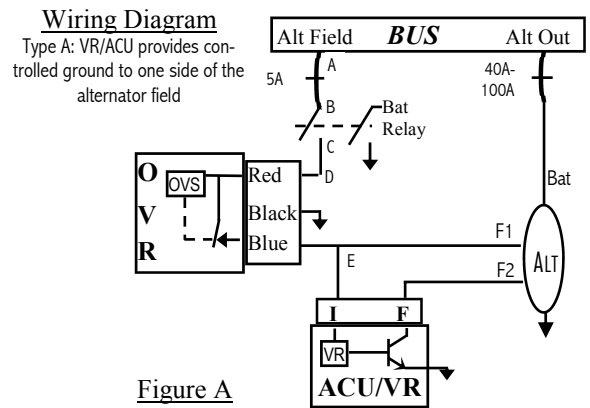 Wiring Diagram
Type A: VR/ACU provides con-
trolled ground to one side of the
alternator field
Alt Field BUS Alt Out
A
5A
40A-
100A
B
Bat
Relay
C
D
O
V
R
OVS
Red
Black
Blue
Bat
F1
E
F2
ALT
I F
VR
ACU/VR
Figure A